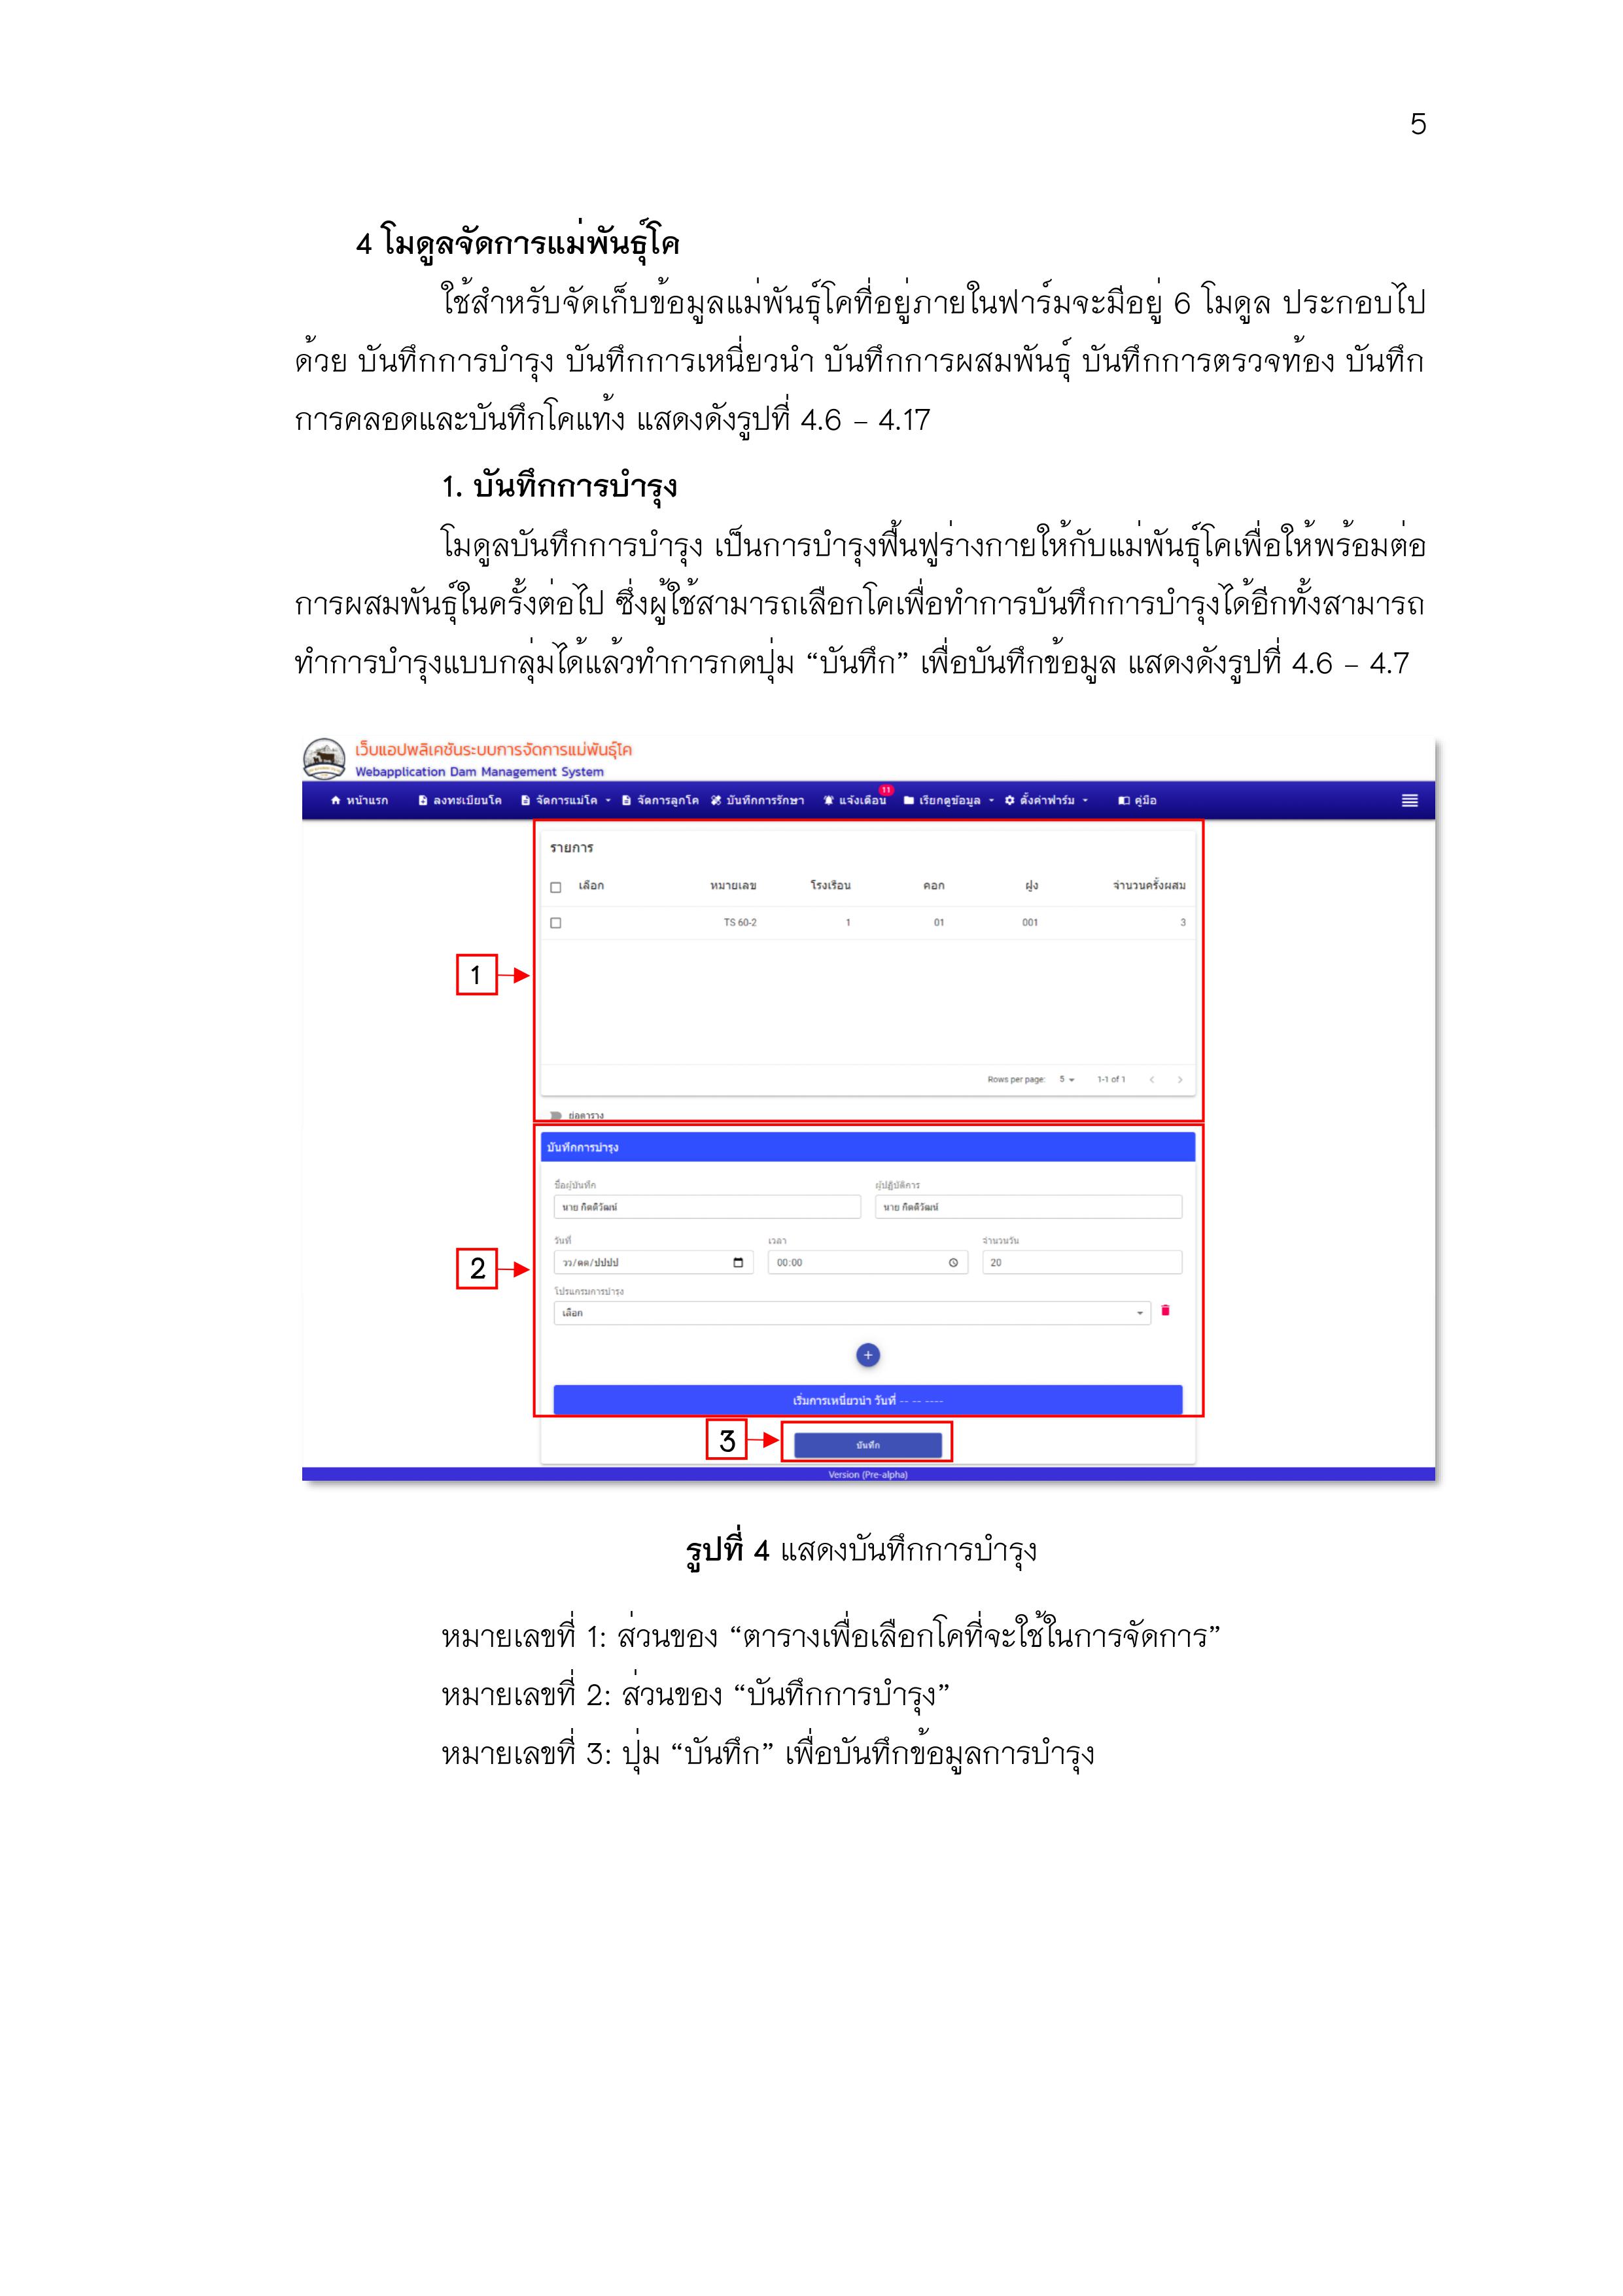 5
4 โมดูลจัดการแม่พันธุ์โค
ใช้สำหรับจัดเก็บข้อมูลแม่พันธุ์โคที่อยู่ภายในฟาร์มจะมีอยู่ 6 โมดูล ประกอบไป
ด้วย บันทึกการบำรุง บันทึกการเหนี่ยวนำ บันทึกการผสมพันธุ์ บันทึกการตรวจท้อง บันทึก
การคลอดและบันทึกโคแท้ง แสดงดังรูปที่ 4.6 – 4.17
1. บันทึกการบำรุง
โมดูลบันทึกการบำรุง เป็นการบำรุงฟื้นฟูร่างกายให้กับแม่พันธุ์โคเพื่อให้พร้อมต่อ
การผสมพันธุ์ในครั้งต่อไป ซึ่งผู้ใช้สามารถเลือกโคเพื่อทำการบันทึกการบำรุงได้อีกทั้งสามารถ
ทำการบำรุงแบบกลุ่มได้แล้วทำการกดปุ่ม “บันทึก” เพื่อบันทึกข้อมูล แสดงดังรูปที่ 4.6 – 4.7
เว็บแอปพลิเคชันระบบการจัดการแม่พันธุ์โค
Webapplication Dam Management System
หน้าแรก ลงทะเบียนโค จัดการแม่โค จัดการลูกโค บันทึกการรักษา แจ้งเตือน 11 เรียกดูข้อมูล ตั้งค่าฟาร์ม คู่มือ
รายการ
เลือก หมายเลข โรงเรือน คอก ฝูง จำนวนครั้งผสม
TS 60-2 1 01 001 3
1
Rows per page: 5 1-1 of 1
ย่อตาราง
บันทึกการบำรุง
ชื่อผู้บันทึก ผู้ปฏิบัติการ
นาย กิตติวัฒน์ นาย กิตติวัฒน์
วันที่ เวลา จำนวนวัน
2 วว/ดด/ปปปป 00:00 20
โปรแกรมการบำรุง
เลือก
+
เริ่มการเหนี่ยวนำ วันที่ -- -- ----
3 บันทึก
Version (Pre-alpha)
รูปที่ 4 แสดงบันทึกการบำรุง
หมายเลขที่ 1: ส่วนของ “ตารางเพื่อเลือกโคที่จะใช้ในการจัดการ”
หมายเลขที่ 2: ส่วนของ “บันทึกการบำรุง”
หมายเลขที่ 3: ปุ่ม “บันทึก” เพื่อบันทึกข้อมูลการบำรุง